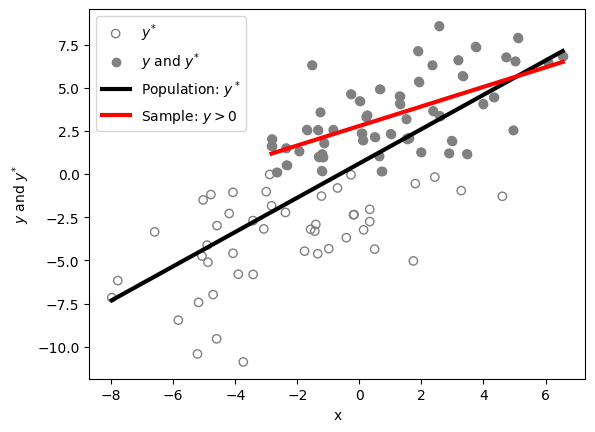 y*
y and y*
Population: y*
Sample: y > 0
7.5
5.0
2.5
0.0
−2.5
−5.0
−7.5
−10.0
y and y*
−8 −6 −4 −2 0 2 4 6
x